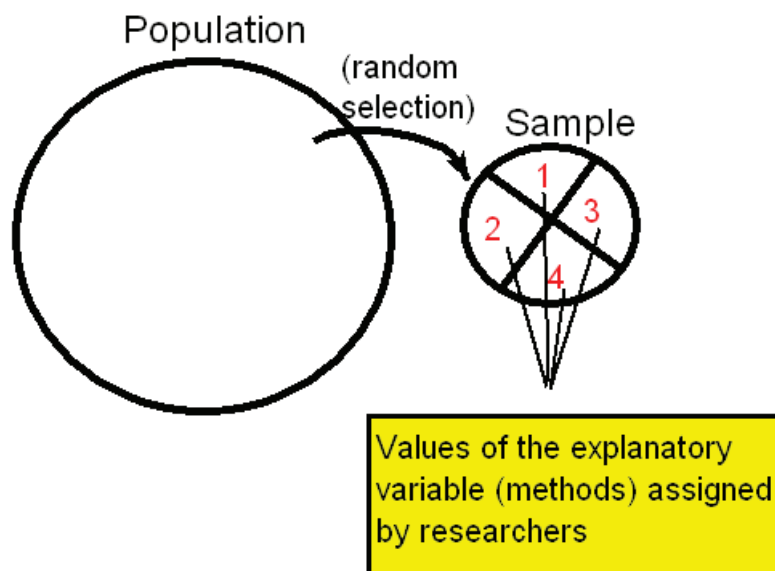 Population
(random
selection)
Sample
1
2
3
4
Values of the explanatory
variable (methods) assigned
by researchers